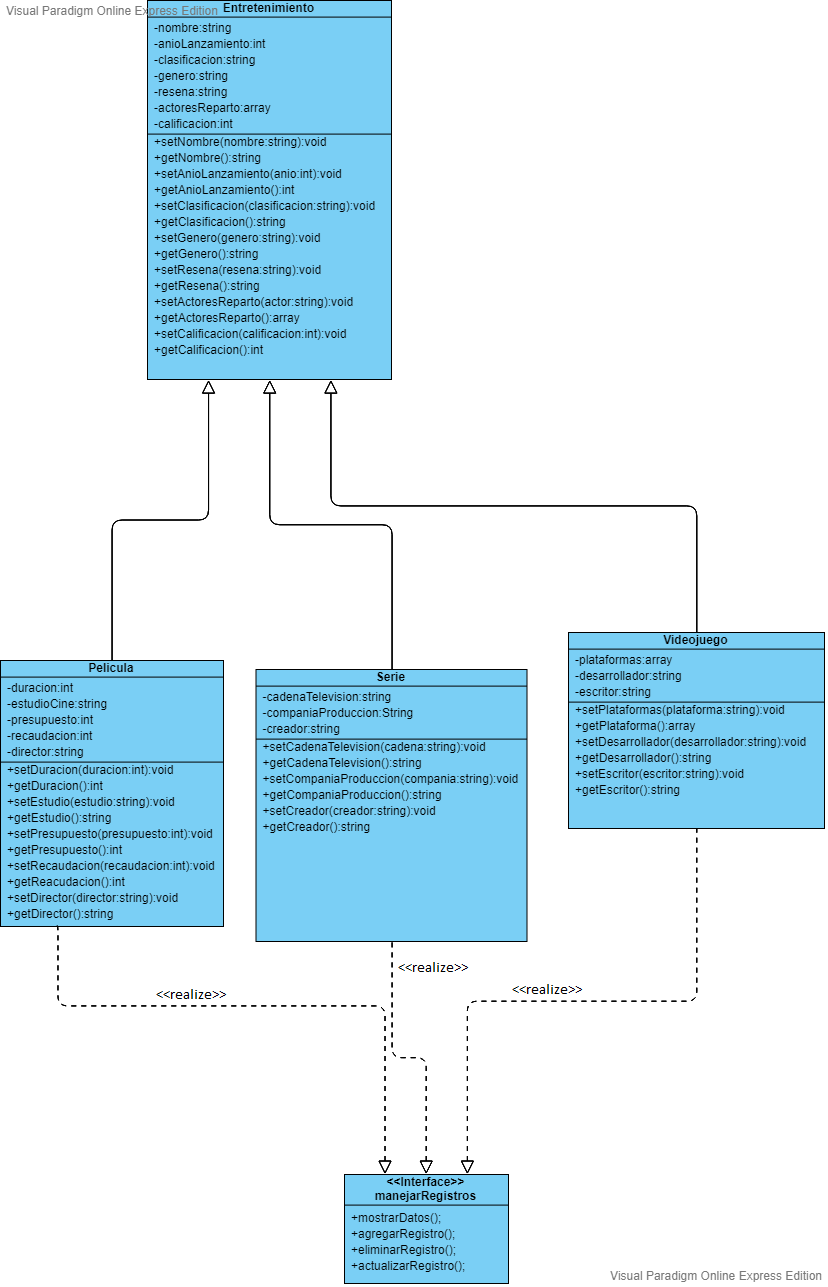 Visual Paradigm Online Express Edition
Entretenimiento
-nombre:string
-anioLanzamiento:int
-clasificacion:string
-genero:string
-resena:string
-actoresReparto:array
-calificacion:int
+setNombre(nombre:string):void
+getNombre():string
+setAnioLanzamiento(anio:int):void
+getAnioLanzamiento():int
+setClasificacion(clasificacion:string):void
+getClasificacion():string
+setGenero(genero:string):void
+getGenero():string
+setResena(resena:string):void
+getResena():string
+setActoresReparto(actor:string):void
+getActoresReparto():array
+setCalificacion(calificacion:int):void
+getCalificacion():int
Pelicula
-duracion:int
-estudioCine:string
-presupuesto:int
-recaudacion:int
-director:string
+setDuracion(duracion:int):void
+getDuracion():int
+setEstudio(estudio:string):void
+getEstudio():string
+setPresupuesto(presupuesto:int):void
+getPresupuesto():int
+setRecaudacion(recaudacion:int):void
+getReacudacion():int
+setDirector(director:string):void
+getDirector():string
Serie
-cadenaTelevision:string
-companiaProduccion:String
-creador:string
+setCadenaTelevision(cadena:string):void
+getCadenaTelevision():string
+setCompaniaProduccion(compania:string):void
+getCompaniaProduccion():string
+setCreador(creador:string):void
+getCreador():string
Videojuego
-plataformas:array
-desarrollador:string
-escritor:string
+setPlataformas(plataforma:string):void
+getPlataforma():array
+setDesarrollador(desarrollador:string):void
+getDesarrollador():string
+setEscritor(escritor:string):void
+getEscritor():string
<<realize>>
<<realize>>
<<realize>>
<<Interface>>
manejarRegistros
+mostrarDatos();
+agregarRegistro();
+eliminarRegistro();
+actualizarRegistro();
Visual Paradigm Online Express Edition